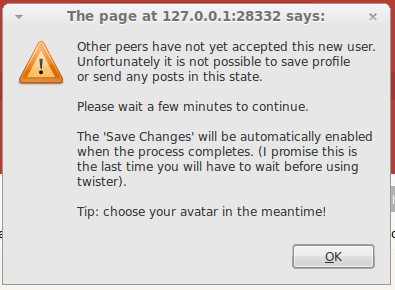 The page at 127.0.0.1:28332 says:
Other peers have not yet accepted this new user.
Unfortunately it is not possible to save profile
or send any posts in this state.
Please wait a few minutes to continue.
The 'Save Changes' will be automatically enabled
when the process completes. (I promise this is
the last time you will have to wait before using
twister).
Tip: choose your avatar in the meantime!
OK